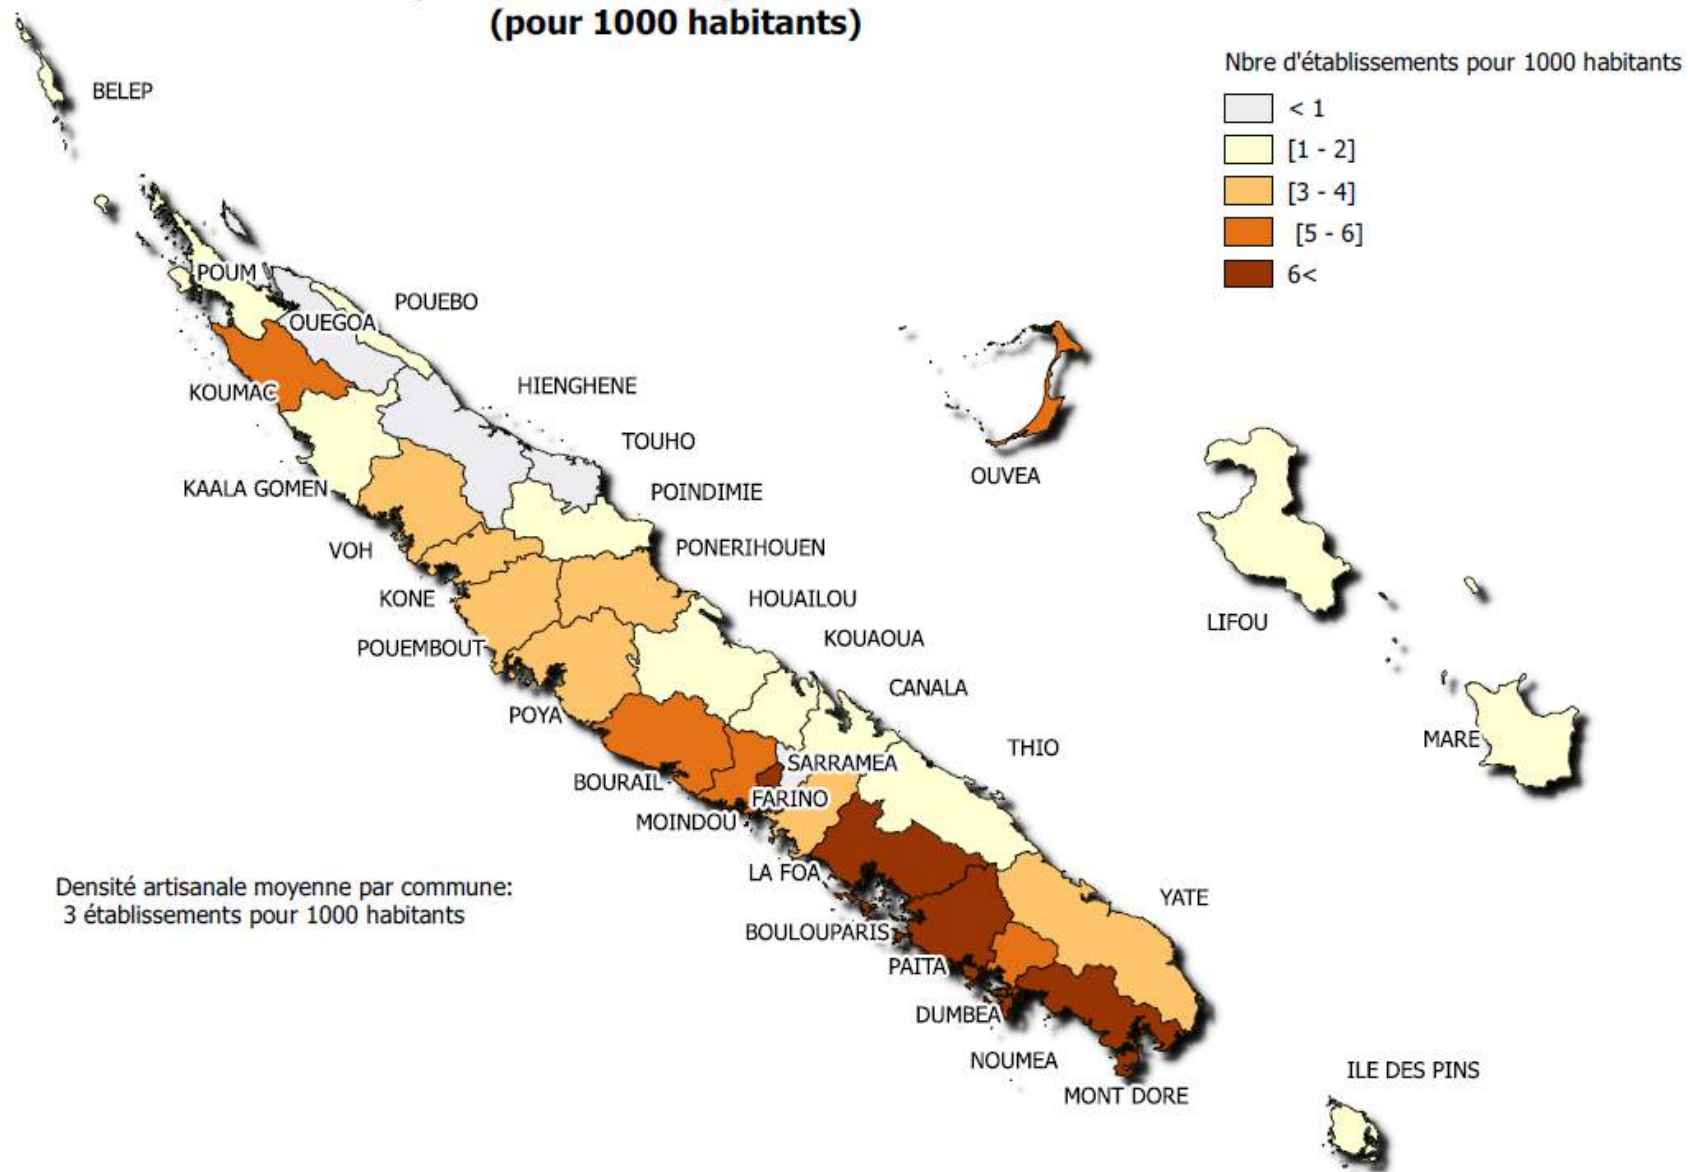 (pour 1000 habitants)
Nbre d'établissements pour 1000 habitants
< 1
[1 - 2]
[3 - 4]
[5 - 6]
6<
BELEP
POUM
POUEBO
OUEGOA
HIENGHENE
KOUMAC
TOUHO
OUVEA
KAALA GOMEN
POINDIMIE
VOH
PONERIHOUEN
KONE
HOUAILOU
LIFOU
KOUAOUA
POUEMBOUT
CANALA
POYA
THIO
MARE
SARRAMEA
BOURAIL
FARINO
MOINDOU
LA FOA
Densité artisanale moyenne par commune:
3 établissements pour 1000 habitants
YATE
BOULOUPARIS
PAITA
DUMBEA
NOUMEA
ILE DES PINS
MONT DORE